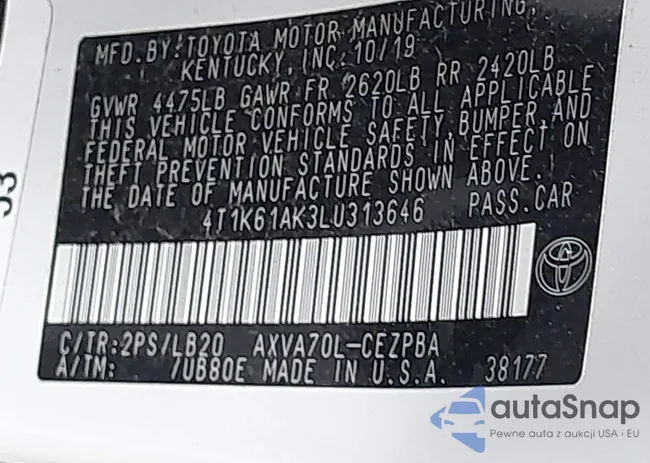 MFD. BY: TOYOTA MOTOR MANUFACTURING,
KENTUCKY, INC. 10/19
GVWR 4475LB GAWR FR 2620LB RR 2420LB
THIS VEHICLE CONFORMS TO ALL APPLICABLE
FEDERAL MOTOR VEHICLE SAFETY, BUMPER, AND
THEFT PREVENTION STANDARDS IN EFFECT ON
THE DATE OF MANUFACTURE SHOWN ABOVE.
4T1K61AK3LU313646 PASS. CAR
C/TR: 2PS/LB20 AXVA70L-CEZPBA
A/TM: /UB80E MADE IN U.S.A. 38177
autaSnap
Pewne auta z aukcji USA i EU